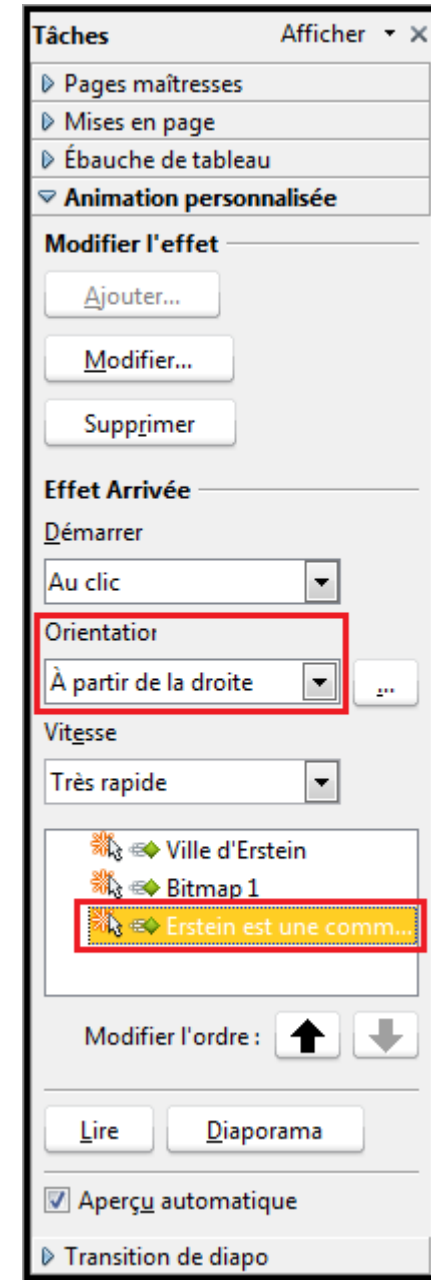 Tâches Afficher
Pages maîtresses
Mises en page
Ébauche de tableau
Animation personnalisée
Modifier l'effet
Ajouter...
Modifier...
Supprimer
Effet Arrivée
Démarrer
Au clic
Orientation
À partir de la droite ...
Vitesse
Très rapide
Ville d'Erstein
Bitmap 1
Erstein est une comm...
Modifier l'ordre :
Lire Diaporama
Aperçu automatique
Transition de diapo